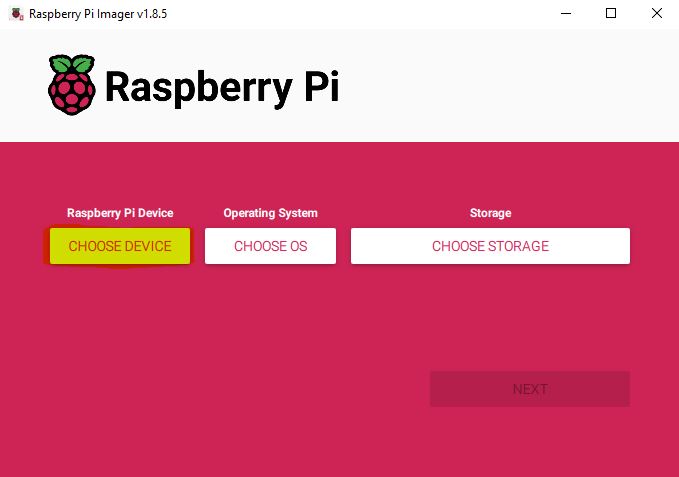 Raspberry Pi Imager v1.8.5
Raspberry Pi
Raspberry Pi Device
Operating System
Storage
CHOOSE DEVICE
CHOOSE OS
CHOOSE STORAGE
NEXT